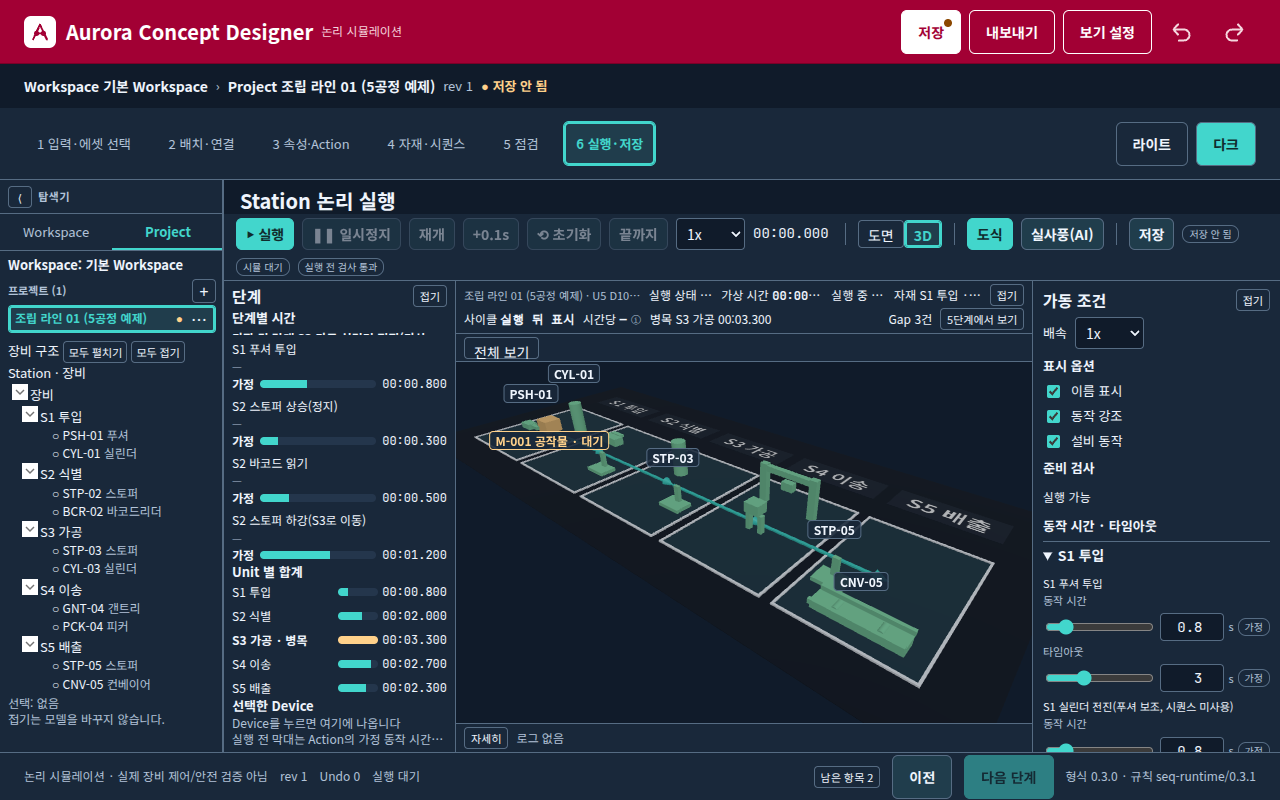 Aurora Concept Designer 논리 시뮬레이션
저장 내보내기 보기 설정
Workspace 기본 Workspace › Project 조립 라인 01 (5공정 예제) rev 1 ● 저장 안 됨
1 입력·에셋 선택 2 배치·연결 3 속성·Action 4 자재·시퀀스 5 점검 6 실행·저장 라이트 다크
⟨ 탐색기
Workspace Project
Workspace: 기본 Workspace
프로젝트 (1) +
조립 라인 01 (5공정 예제) ● ⋯
장비 구조 모두 펼치기 모두 접기
Station · 장비
장비
S1 투입
○ PSH-01 푸셔
○ CYL-01 실린더
S2 식별
○ STP-02 스토퍼
○ BCR-02 바코드리더
S3 가공
○ STP-03 스토퍼
○ CYL-03 실린더
S4 이송
○ GNT-04 갠트리
○ PCK-04 피커
S5 배출
○ STP-05 스토퍼
○ CNV-05 컨베이어
선택: 없음
접기는 모델을 바꾸지 않습니다.
Station 논리 실행
▶ 실행 ❚❚ 일시정지 재개 +0.1s ⟲ 초기화 끝까지 1x 00:00.000 도면 3D 도식 실사풍(AI) 저장 저장 안 됨
시뮬 대기 실행 전 검사 통과
단계 접기
단계별 시간
S1 푸셔 투입
—
가정 00:00.800
S2 스토퍼 상승(정지)
—
가정 00:00.300
S2 바코드 읽기
—
가정 00:00.500
S2 스토퍼 하강(S3로 이동)
—
가정 00:01.200
Unit 별 합계
S1 투입 00:00.800
S2 식별 00:02.000
S3 가공 · 병목 00:03.300
S4 이송 00:02.700
S5 배출 00:02.300
선택한 Device
Device를 누르면 여기에 나옵니다
실행 전 막대는 Action의 가정 동작 시간…
조립 라인 01 (5공정 예제) · U5 D10… 실행 상태 … 가상 시간 00:00… 실행 중 … 자재 S1 투입 · … 접기
사이클 실행 뒤 표시 시간당 – ⓘ 병목 S3 가공 00:03.300 Gap 3건 5단계에서 보기
전체 보기
CYL-01
PSH-01
M-001 공작물 · 대기
STP-03
STP-05
CNV-05
S1 투입
S2 식별
S3 가공
S4 이송
S5 배출
자세히 로그 없음
가동 조건 접기
배속 1x
표시 옵션
이름 표시
동작 강조
설비 동작
준비 검사
실행 가능
동작 시간 · 타임아웃
▼ S1 투입
S1 푸셔 투입
동작 시간
0.8 s 가정
타임아웃
3 s 가정
S1 실린더 전진(푸셔 보조, 시퀀스 미사용)
동작 시간
0.8 s 가정
논리 시뮬레이션 · 실제 장비 제어/안전 검증 아님 rev 1 Undo 0 실행 대기
남은 항목 2 이전 다음 단계 형식 0.3.0 · 규칙 seq-runtime/0.3.1